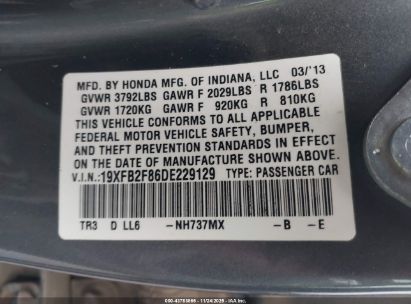 MFD. BY HONDA MFG. OF INDIANA, LLC 03/'13
GVWR 3792LBS GAWR F 2029LBS R 1786LBS
GVWR 1720KG GAWR F 920KG R 810KG
THIS VEHICLE CONFORMS TO ALL APPLICABLE
FEDERAL MOTOR VEHICLE SAFETY, BUMPER,
AND THEFT PREVENTION STANDARDS IN EFFECT
ON THE DATE OF MANUFACTURE SHOWN ABOVE.
V.I.N.:19XFB2F86DE229129 TYPE: PASSENGER CAR
TR3 D LL6 -NH737MX -B -E